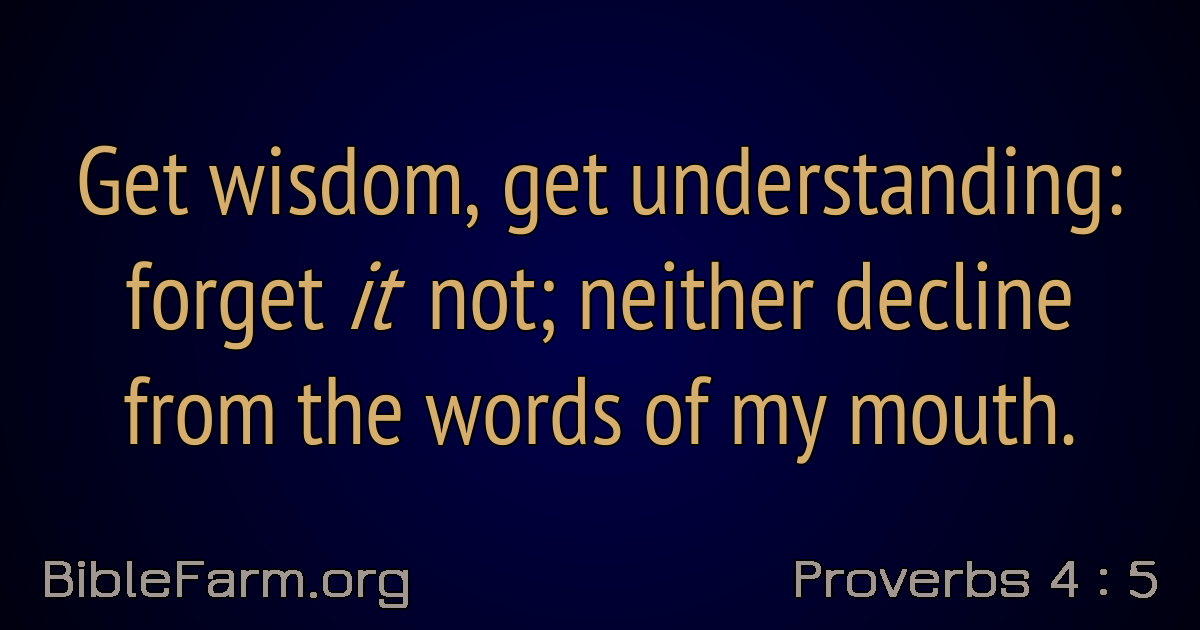 Get wisdom, get understanding:
forget it not; neither decline
from the words of my mouth.
BibleFarm.org
Proverbs 4 : 5